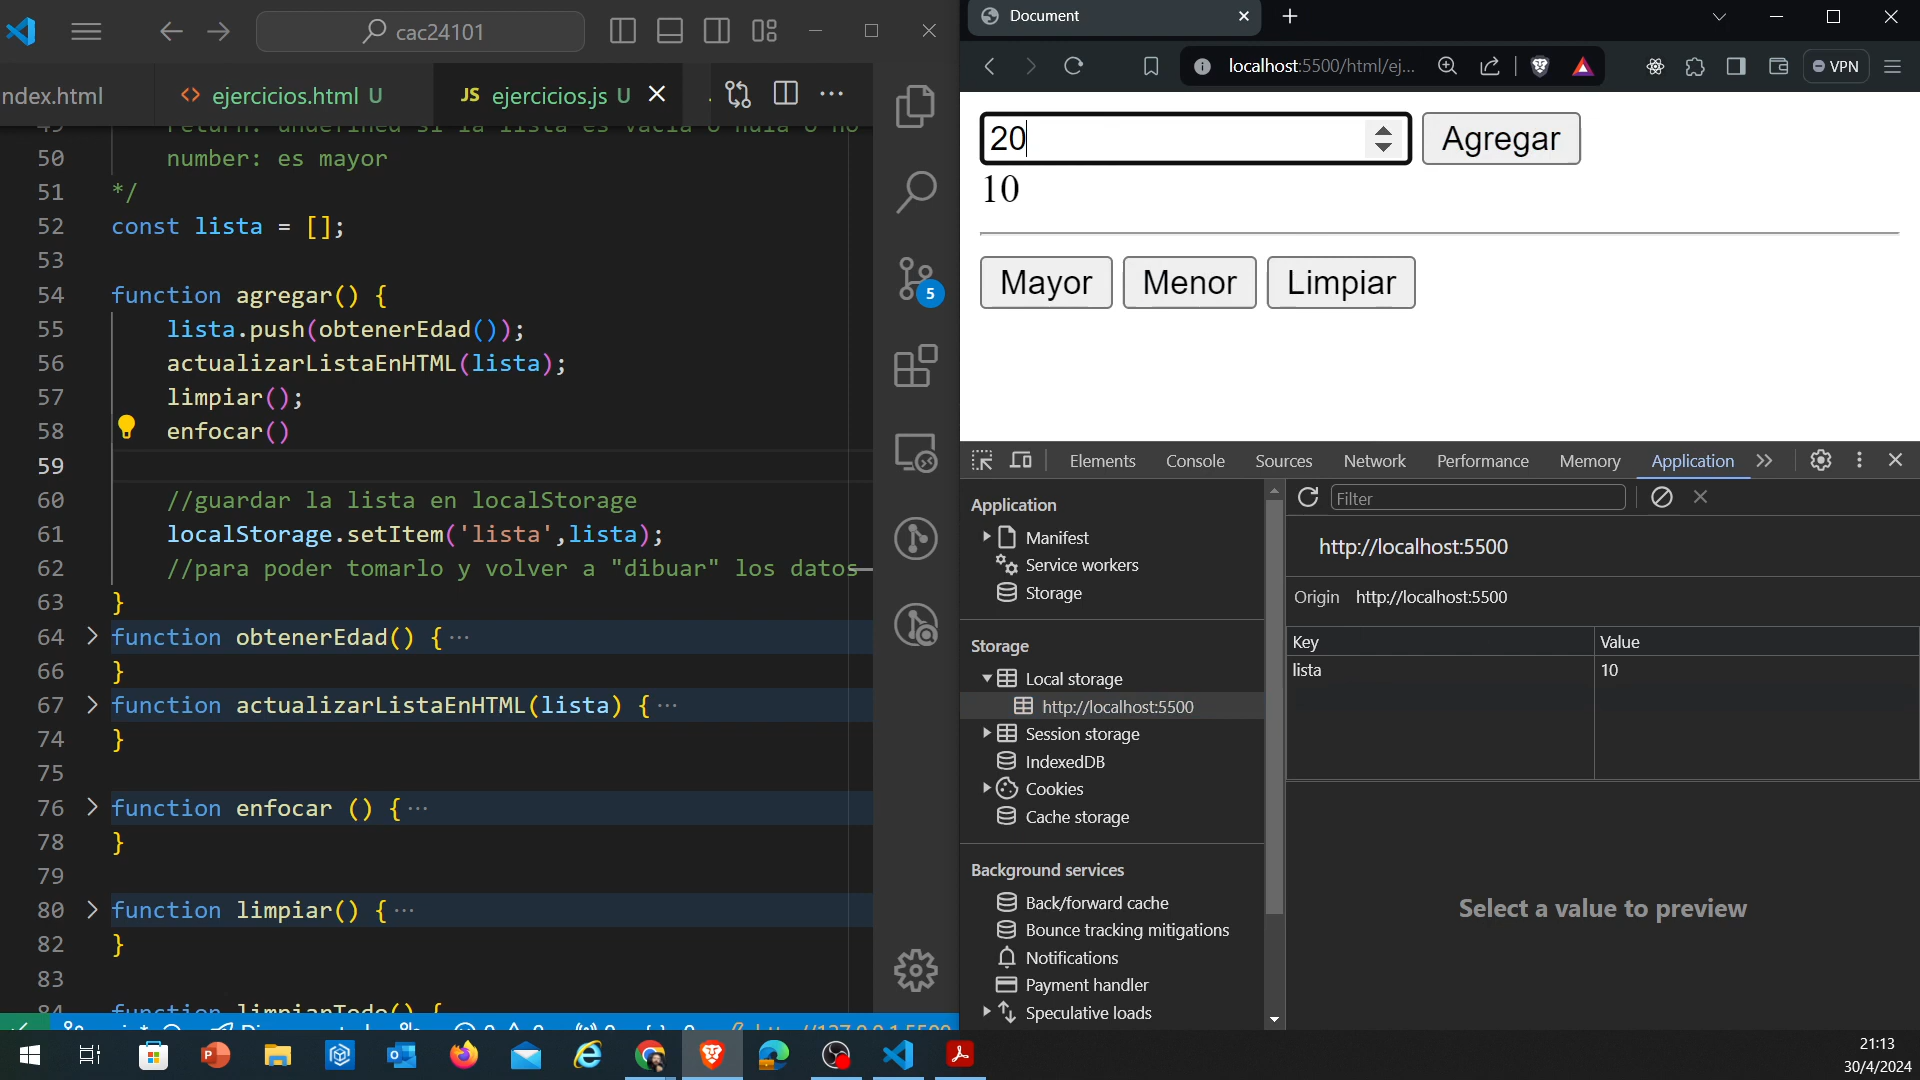 cac24101
ndex.html
<> ejercicios.html U
JS ejercicios.js U
50 number: es mayor
51 */
52 const lista = [];
53
54 function agregar() {
55 lista.push(obtenerEdad());
56 actualizarListaEnHTML(lista);
57 limpiar();
58 enfocar()
59
60 //guardar la lista en localStorage
61 localStorage.setItem('lista',lista);
62 //para poder tomarlo y volver a "dibuar" los datos
63 }
64 function obtenerEdad() {…
66 }
67 function actualizarListaEnHTML(lista) {…
74 }
75
76 function enfocar () {…
78 }
79
80 function limpiar() {…
82 }
83
5
Document
localhost:5500/html/ej...
VPN
20
Agregar
10
Mayor Menor Limpiar
Elements Console Sources Network Performance Memory Application
Application
Manifest
Service workers
Storage
Storage
Local storage
http://localhost:5500
Session storage
IndexedDB
Cookies
Cache storage
Background services
Back/forward cache
Bounce tracking mitigations
Notifications
Payment handler
Speculative loads
Filter
http://localhost:5500
Origin http://localhost:5500
Key Value
lista 10
Select a value to preview
21:13
30/4/2024